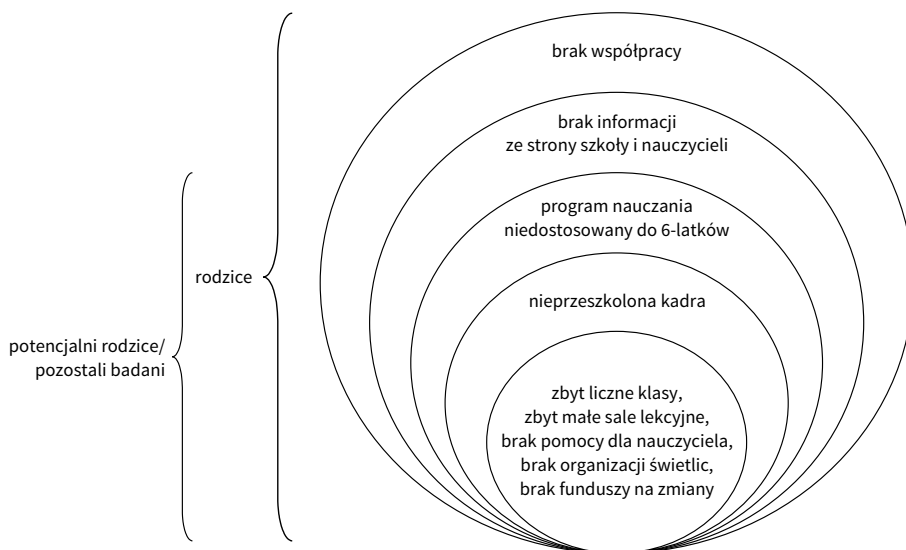 brak współpracy
brak informacji
ze strony szkoły i nauczycieli
program nauczania
niedostosowany do 6-latków
rodzice
nieprzeszkolona kadra
potencjalni rodzice/
pozostali badani
zbyt liczne klasy,
zbyt małe sale lekcyjne,
brak pomocy dla nauczyciela,
brak organizacji świetlic,
brak funduszy na zmiany